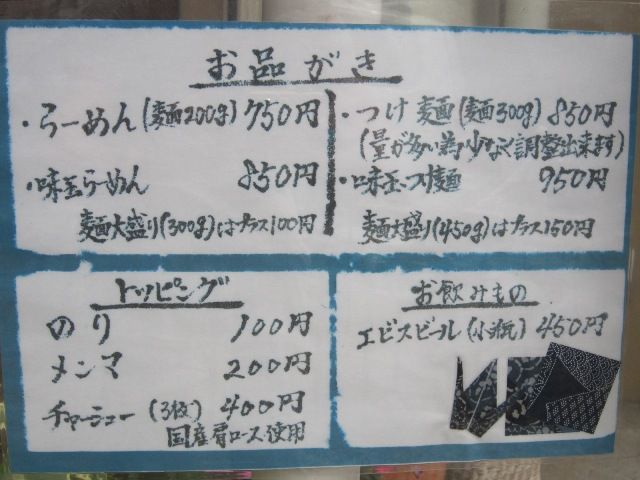 お品がき
・らーめん(麺200g) 750円
・味玉らーめん 850円
麺大盛り(300g)はプラス100円
・つけ麺(麺300g) 850円
(量が多い為少なく調整出来ます)
・味玉つけ麺 950円
麺大盛り(450g)はプラス150円
トッピング
のり 100円
メンマ 200円
チャーシュー(3枚) 400円
国産肩ロース使用
お飲みもの
エビスビール(小瓶) 450円